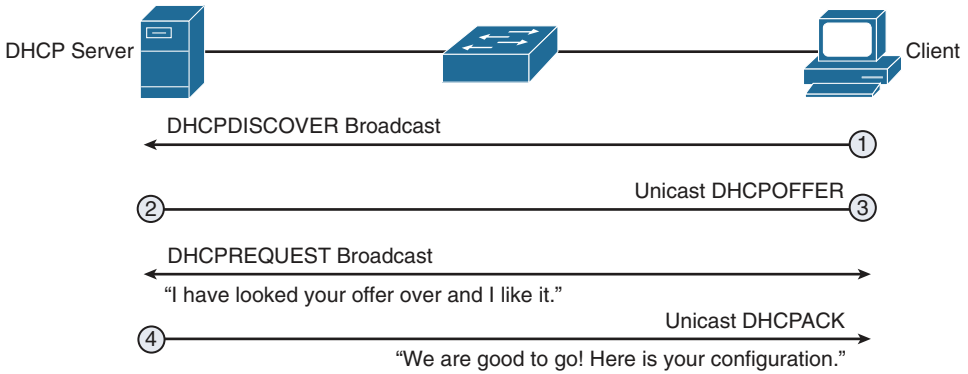 DHCP Server
Client
DHCPDISCOVER Broadcast
1
Unicast DHCPOFFER
2
3
DHCPREQUEST Broadcast
“I have looked your offer over and I like it.”
Unicast DHCPACK
4
“We are good to go! Here is your configuration.”